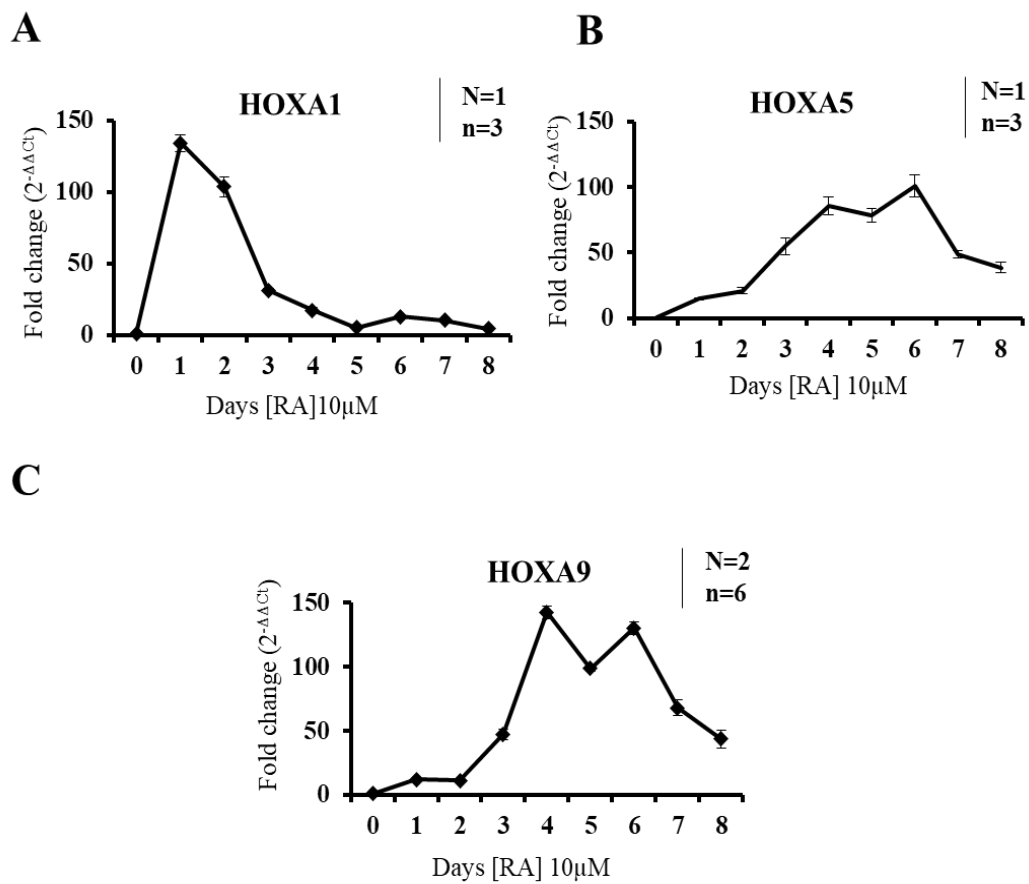 A
HOXA1
N=1
n=3
Fold change (2-ΔΔCt)
150
100
50
0
0 1 2 3 4 5 6 7 8
Days [RA]10μM
B
HOXA5
N=1
n=3
Fold change (2-ΔΔCt)
150
100
50
0
0 1 2 3 4 5 6 7 8
Days [RA] 10μM
C
HOXA9
N=2
n=6
Fold change (2-ΔΔCt)
150
100
50
0
0 1 2 3 4 5 6 7 8
Days [RA] 10μM